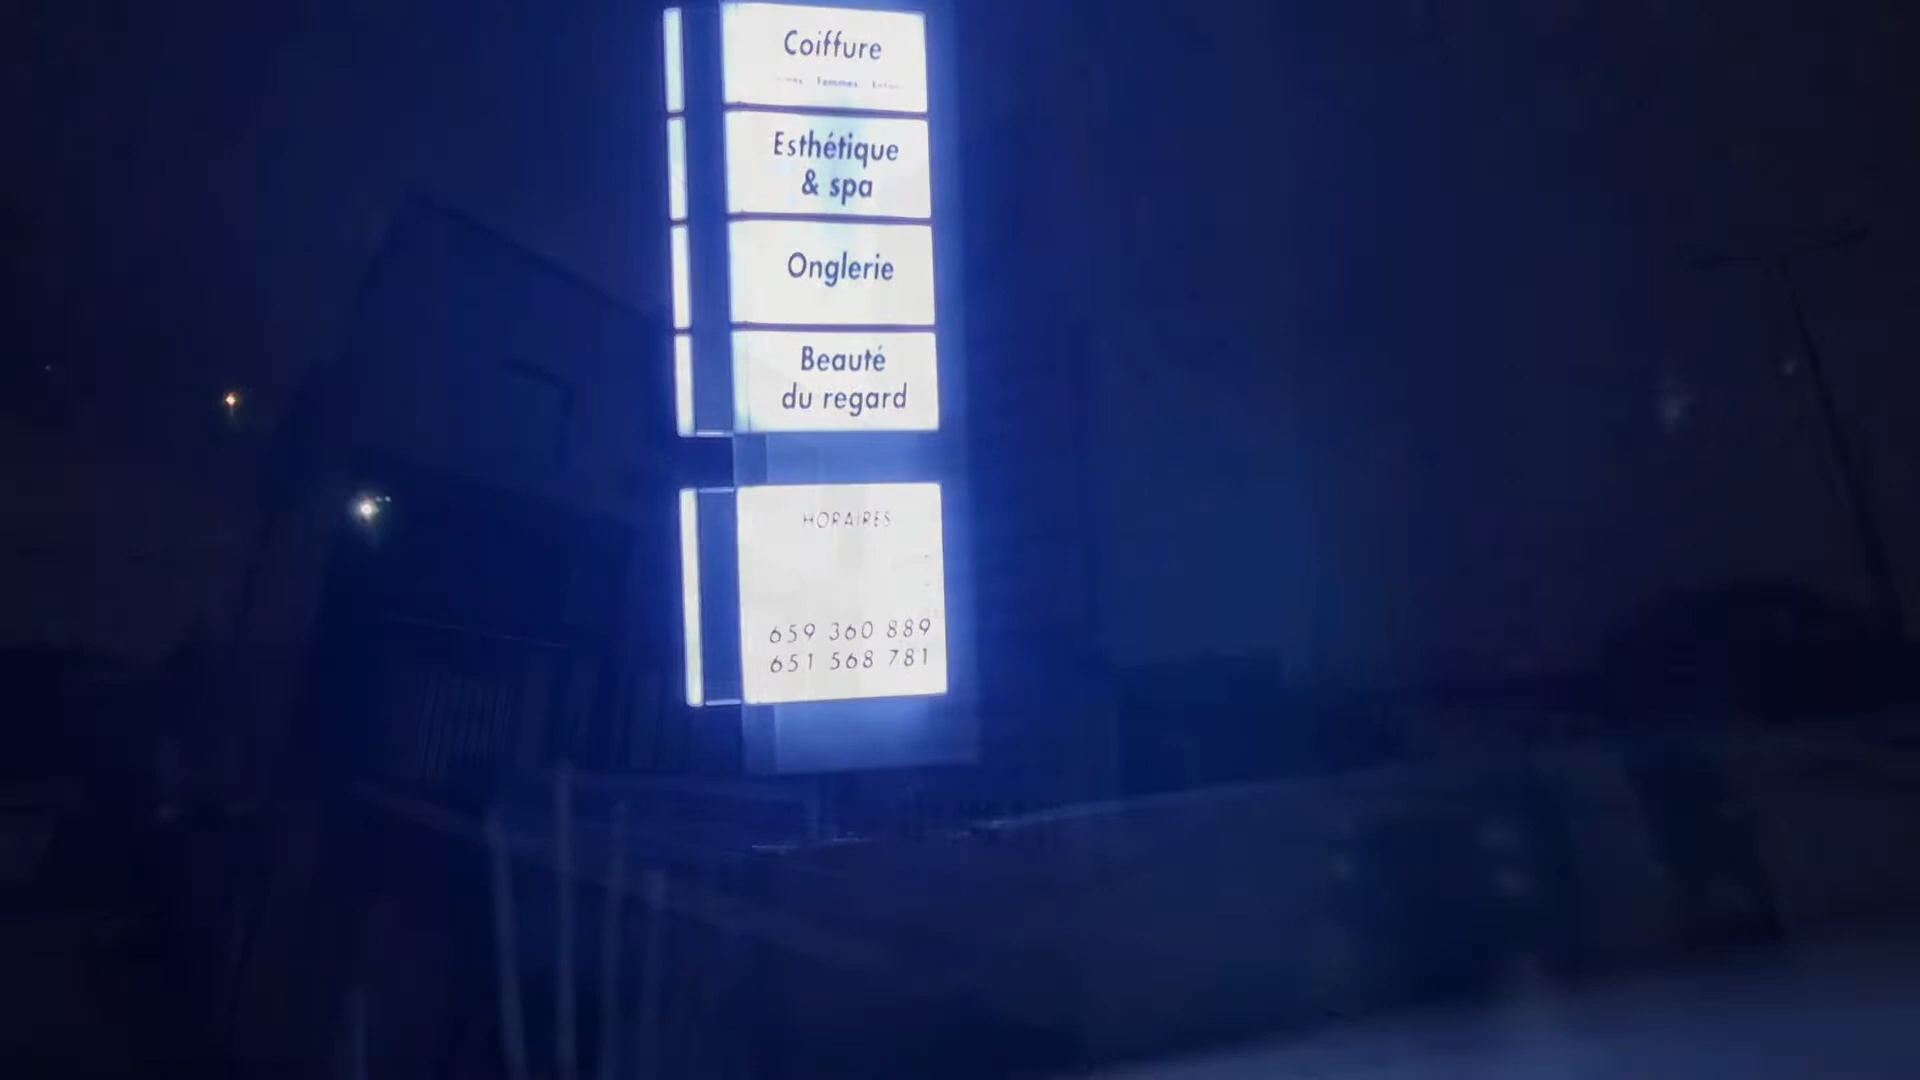 Coiffure
Femmes
Esthétique
& spa
Onglerie
Beauté
du regard
HORAIRES
659 360 889
651 568 781